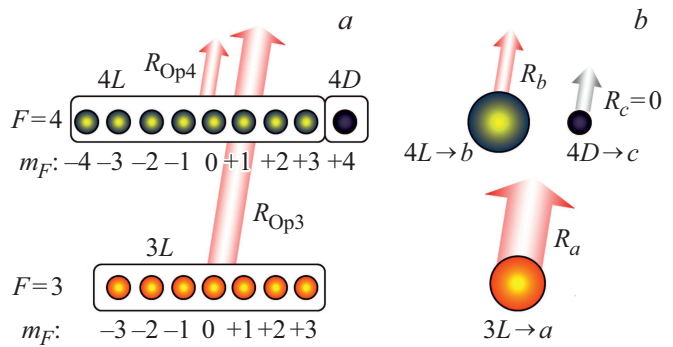 a
4L
R_Op4
4D
F=4
m_F: –4 –3 –2 –1 0 +1 +2 +3 +4
R_Op3
3L
F=3
m_F: –3 –2 –1 0 +1 +2 +3
b
R_b
R_c=0
4L→b
4D→c
R_a
3L→a